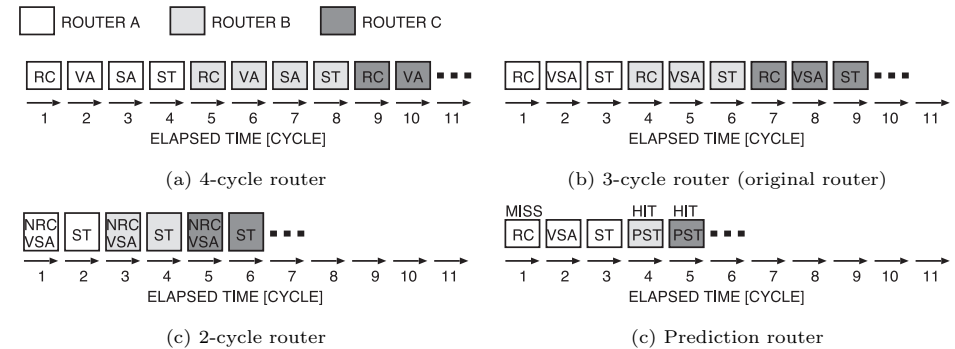 ROUTER A ROUTER B ROUTER C
RC VA SA ST RC VA SA ST RC VA
1 2 3 4 5 6 7 8 9 10 11
ELAPSED TIME [CYCLE]
(a) 4-cycle router
RC VSA ST RC VSA ST RC VSA ST
1 2 3 4 5 6 7 8 9 10 11
ELAPSED TIME [CYCLE]
(b) 3-cycle router (original router)
NRC VSA ST NRC VSA ST NRC VSA ST
1 2 3 4 5 6 7 8 9 10 11
ELAPSED TIME [CYCLE]
(c) 2-cycle router
MISS HIT HIT
RC VSA ST PST PST
1 2 3 4 5 6 7 8 9 10 11
ELAPSED TIME [CYCLE]
(c) Prediction router